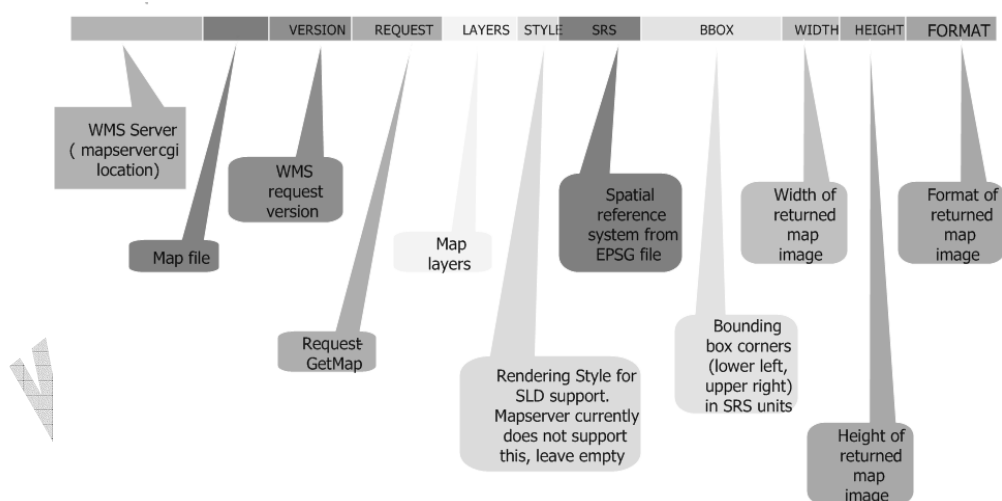 VERSION REQUEST LAYERS STYLE SRS BBOX WIDTH HEIGHT FORMAT
WMS Server
( mapservercgi
location)
Map file
WMS
request
version
Request-
GetMap
Map
layers
Rendering Style for
SLD support.
Mapserver currently
does not support
this, leave empty
Spatial
reference
system from
EPSG file
Bounding
box corners
(lower left,
upper right)
in SRS units
Width of
returned
map
image
Height of
returned
map
image
Format of
returned
map
image